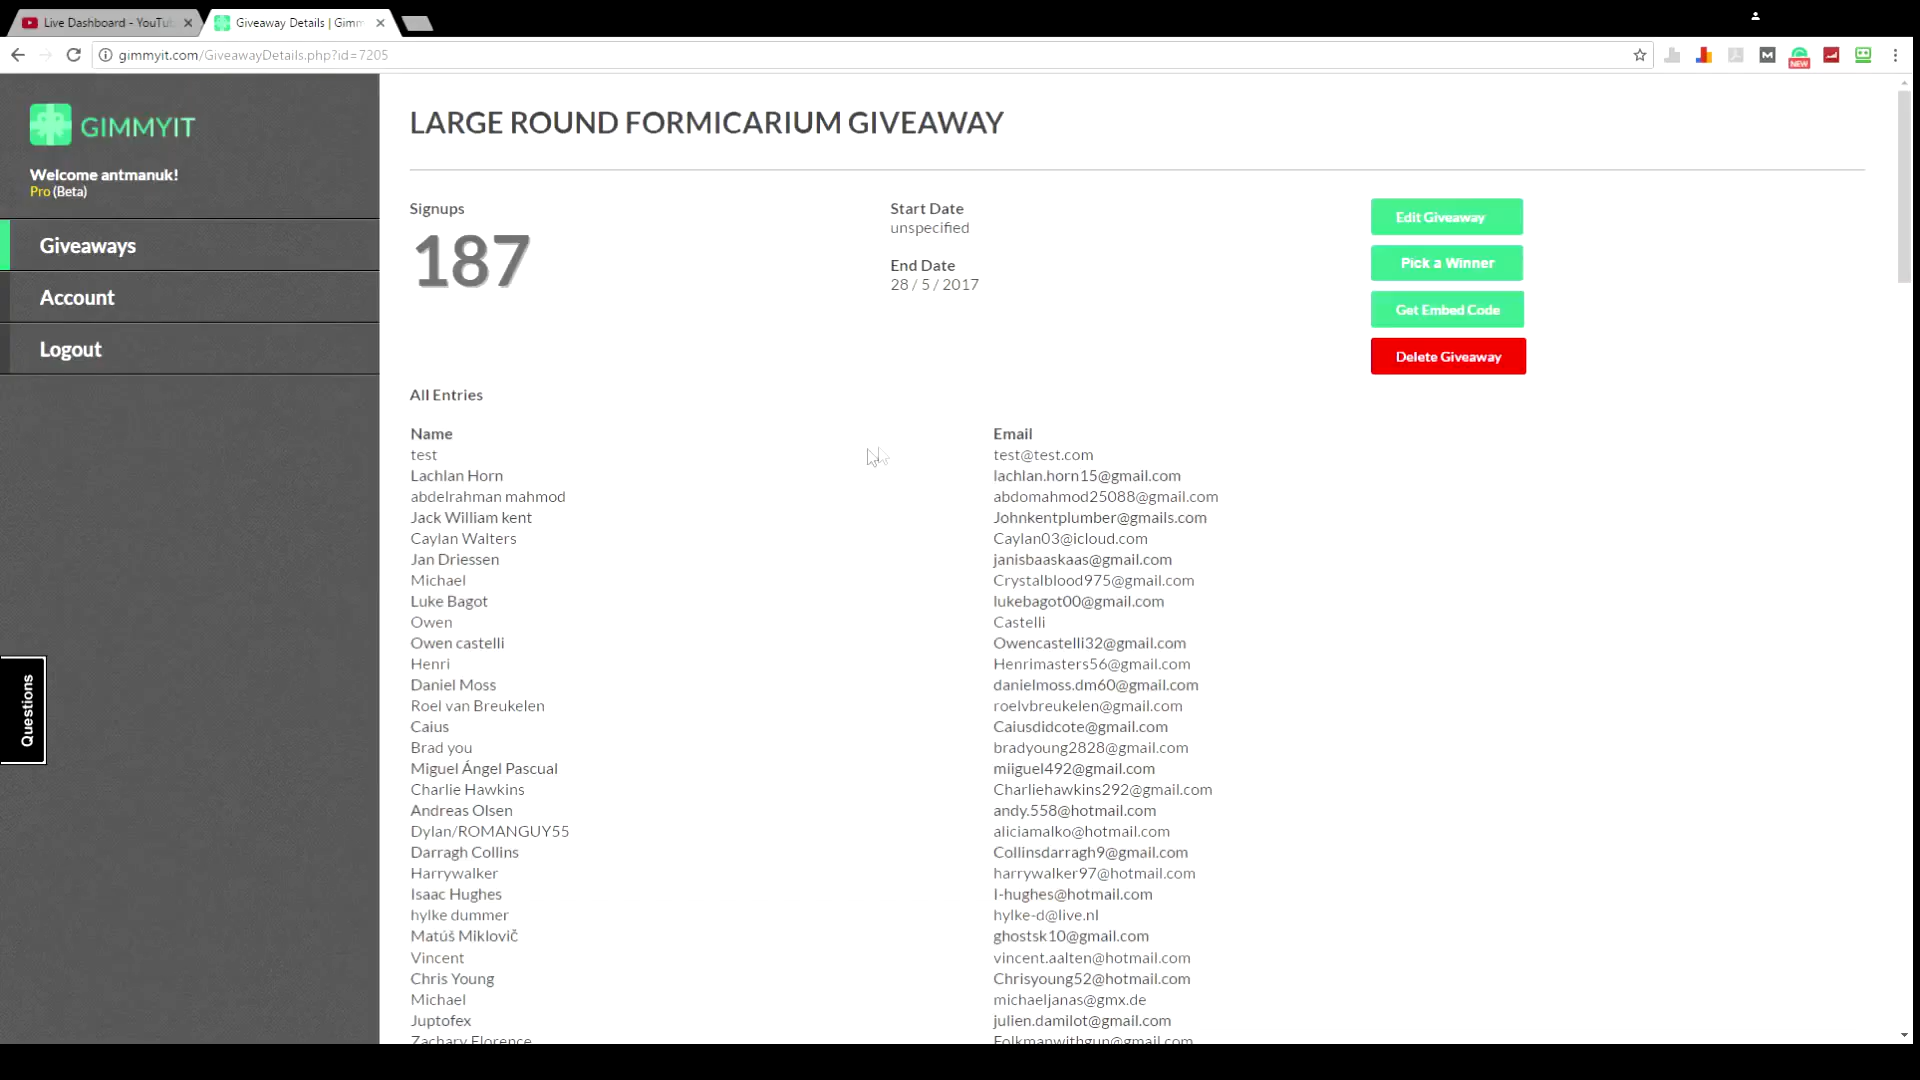 Live Dashboard - YouTu
Giveaway Details | Gimm
gimmyit.com/GiveawayDetails.php?id=7205
NEW
GIMMYIT
Welcome antmanuk!
Pro (Beta)
Giveaways
Account
Logout
Questions
LARGE ROUND FORMICARIUM GIVEAWAY
Signups
187
Start Date
unspecified
End Date
28 / 5 / 2017
Edit Giveaway
Pick a Winner
Get Embed Code
Delete Giveaway
All Entries
Name Email
test test@test.com
Lachlan Horn lachlan.horn15@gmail.com
abdelrahman mahmod abdomahmod25088@gmail.com
Jack William kent Johnkentplumber@gmails.com
Caylan Walters Caylan03@icloud.com
Jan Driessen janisbaaskaas@gmail.com
Michael Crystalblood975@gmail.com
Luke Bagot lukebagot00@gmail.com
Owen Castelli
Owen castelli Owencastelli32@gmail.com
Henri Henrimasters56@gmail.com
Daniel Moss danielmoss.dm60@gmail.com
Roel van Breukelen roelvbreukelen@gmail.com
Caius Caiusdidcote@gmail.com
Brad you bradyoung2828@gmail.com
Miguel Ángel Pascual miiguel492@gmail.com
Charlie Hawkins Charliehawkins292@gmail.com
Andreas Olsen andy.558@hotmail.com
Dylan/ROMANGUY55 aliciamalko@hotmail.com
Darragh Collins Collinsdarragh9@gmail.com
Harrywalker harrywalker97@hotmail.com
Isaac Hughes I-hughes@hotmail.com
hylke dummer hylke-d@live.nl
Matúš Miklovič ghostsk10@gmail.com
Vincent vincent.aalten@hotmail.com
Chris Young Chrisyoung52@hotmail.com
Michael michaeljanas@gmx.de
Juptofex julien.damilot@gmail.com
Zachary Florence Folkmanwithgun@gmail.com